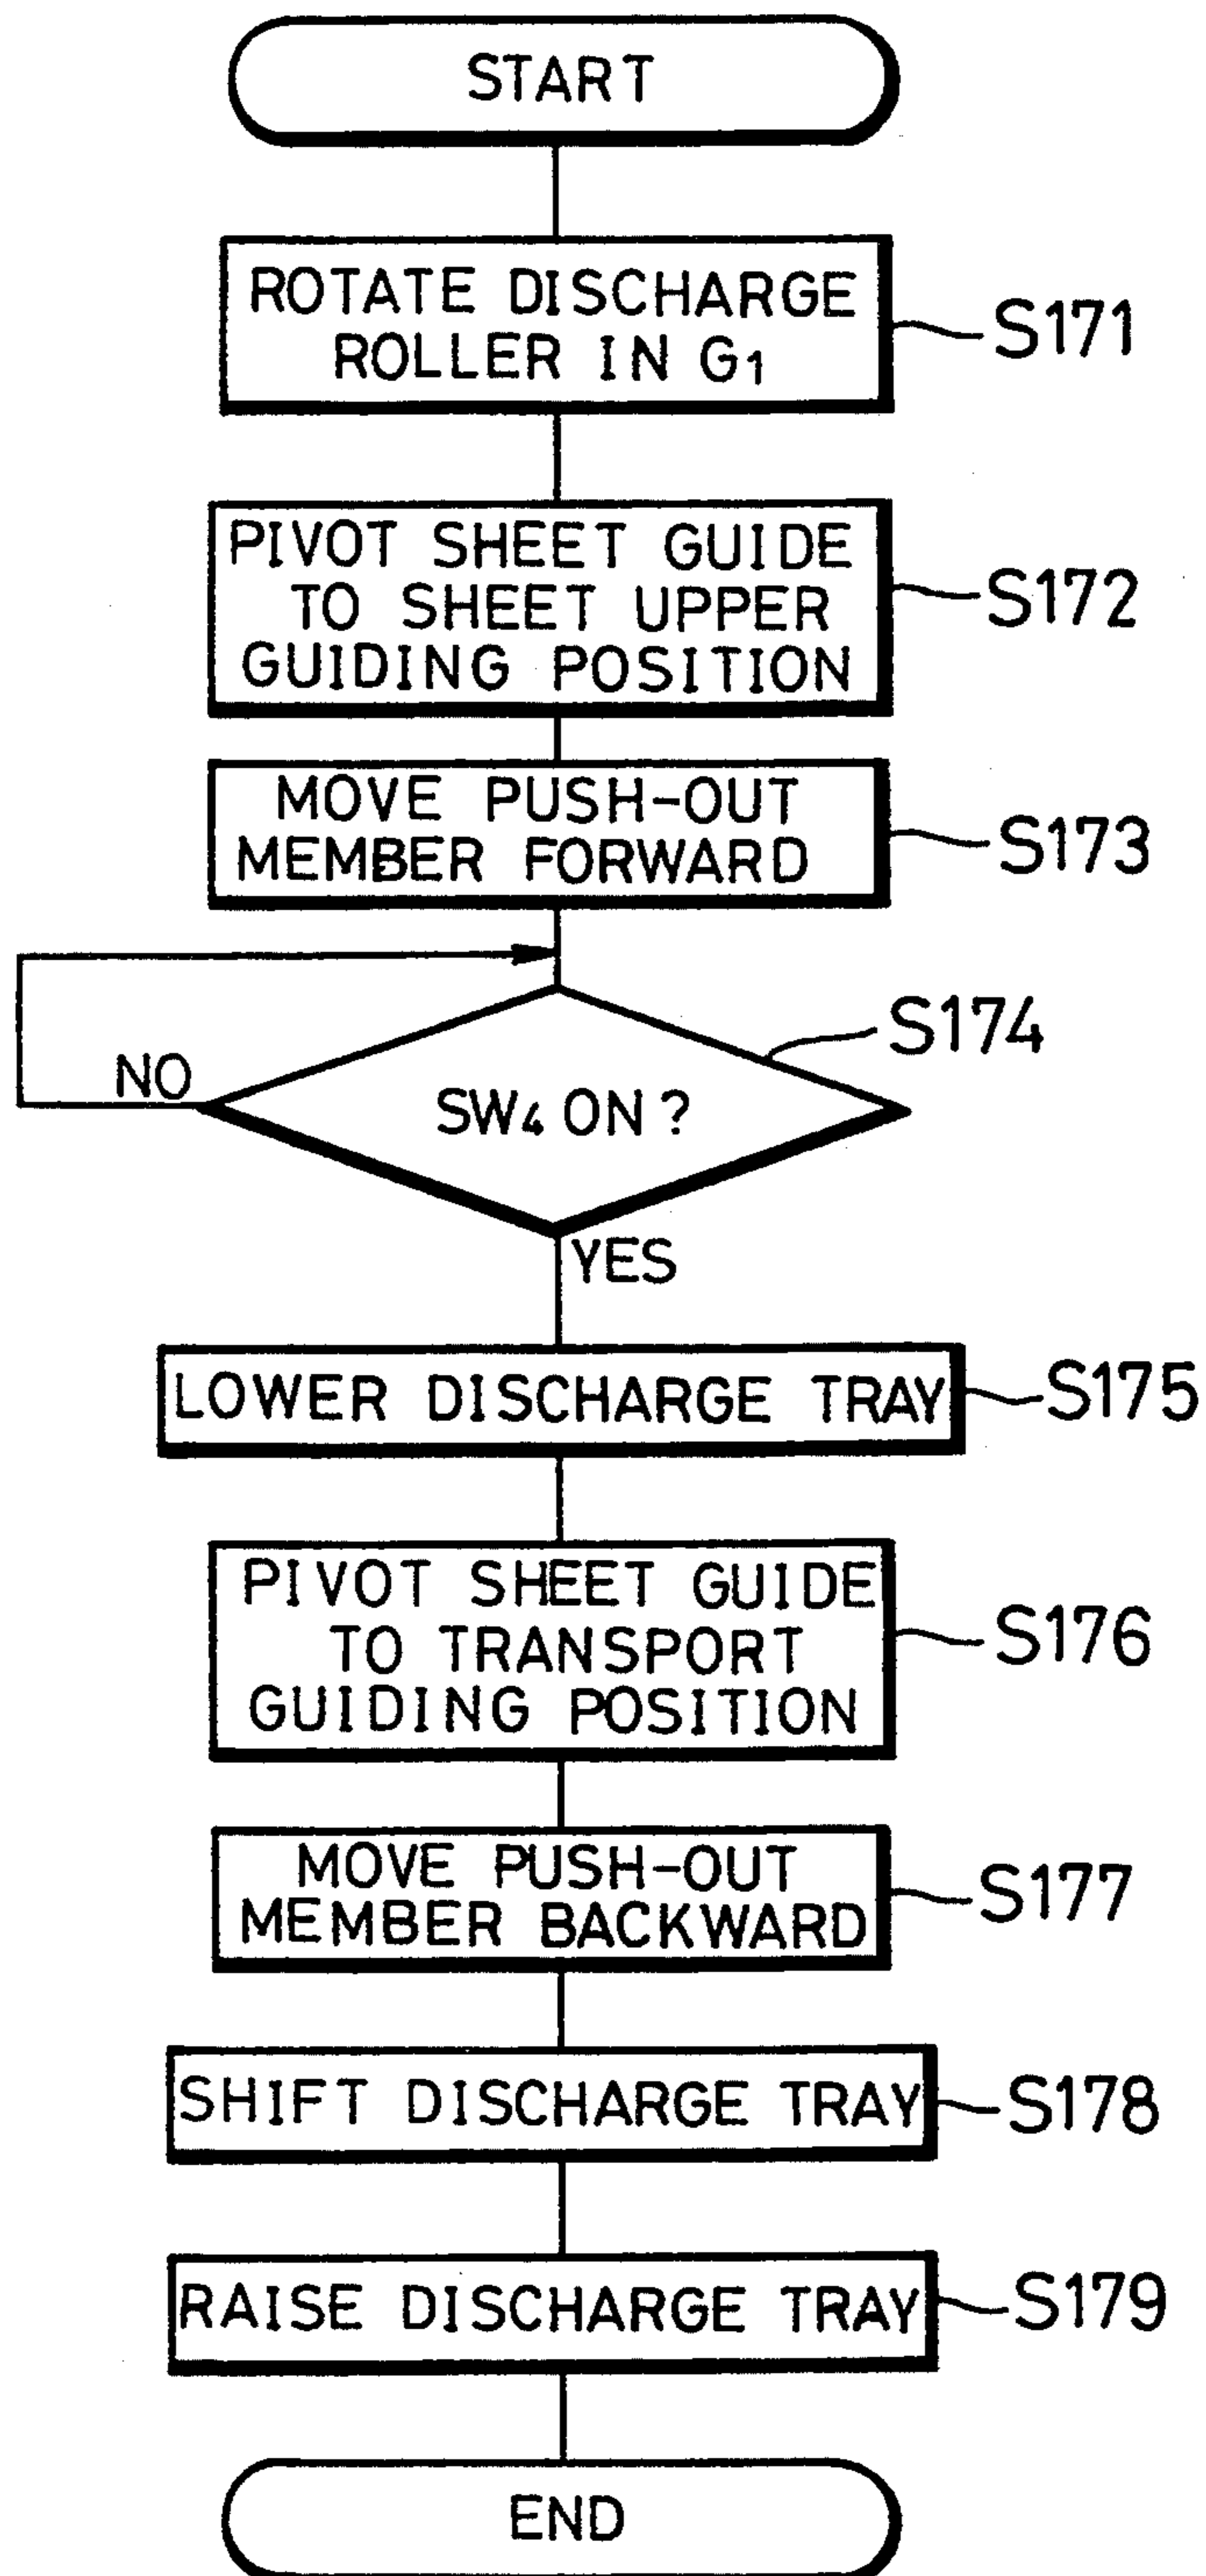 START
ROTATE DISCHARGE
ROLLER IN G1
S171
PIVOT SHEET GUIDE
TO SHEET UPPER
GUIDING POSITION
S172
MOVE PUSH-OUT
MEMBER FORWARD
S173
S174
NO
SW4 ON ?
YES
LOWER DISCHARGE TRAY
S175
PIVOT SHEET GUIDE
TO TRANSPORT
GUIDING POSITION
S176
MOVE PUSH-OUT
MEMBER BACKWARD
S177
SHIFT DISCHARGE TRAY
S178
RAISE DISCHARGE TRAY
S179
END